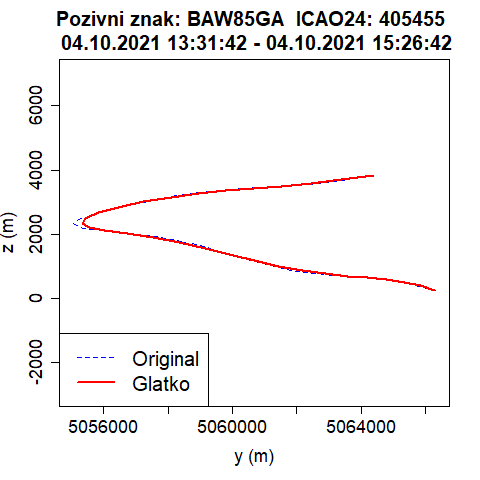 Pozivni znak: BAW85GA  ICAO24: 405455
04.10.2021 13:31:42 - 04.10.2021 15:26:42
6000
4000
2000
0
-2000
z (m)
Original
Glatko
5056000 5060000 5064000
y (m)